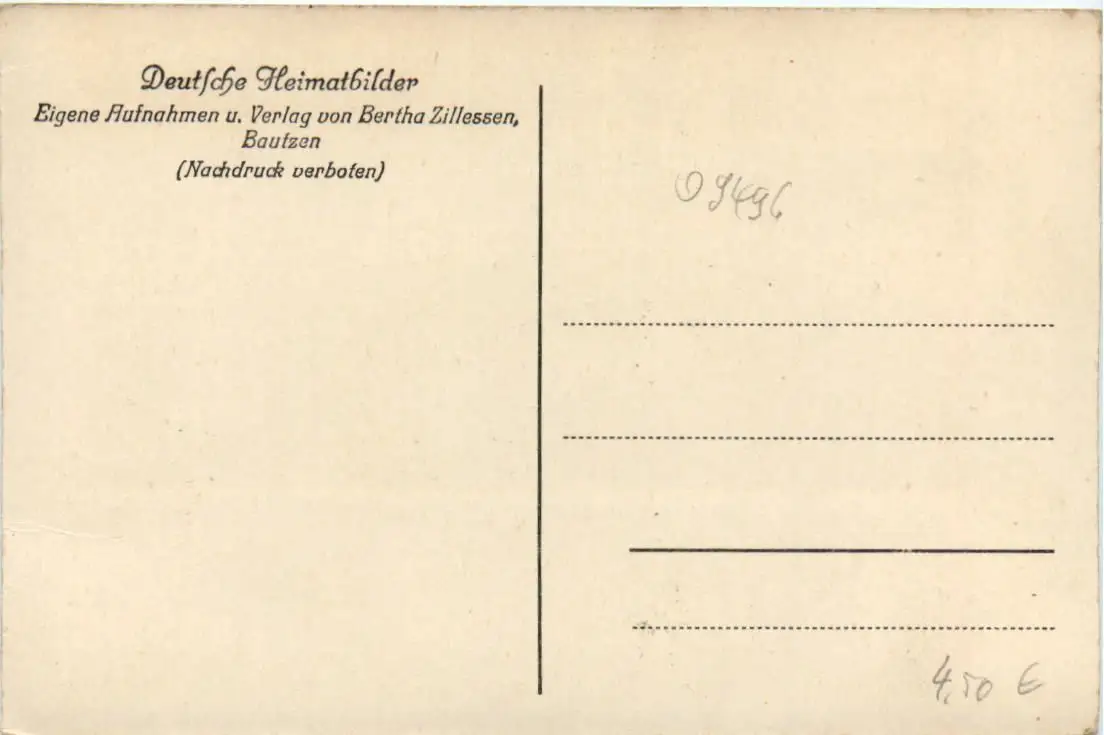 Deutſche Heimatbilder
Eigene Aufnahmen u. Verlag von Bertha Zillessen,
Bautzen
(Nachdruck verboten)
09496
4,50 €